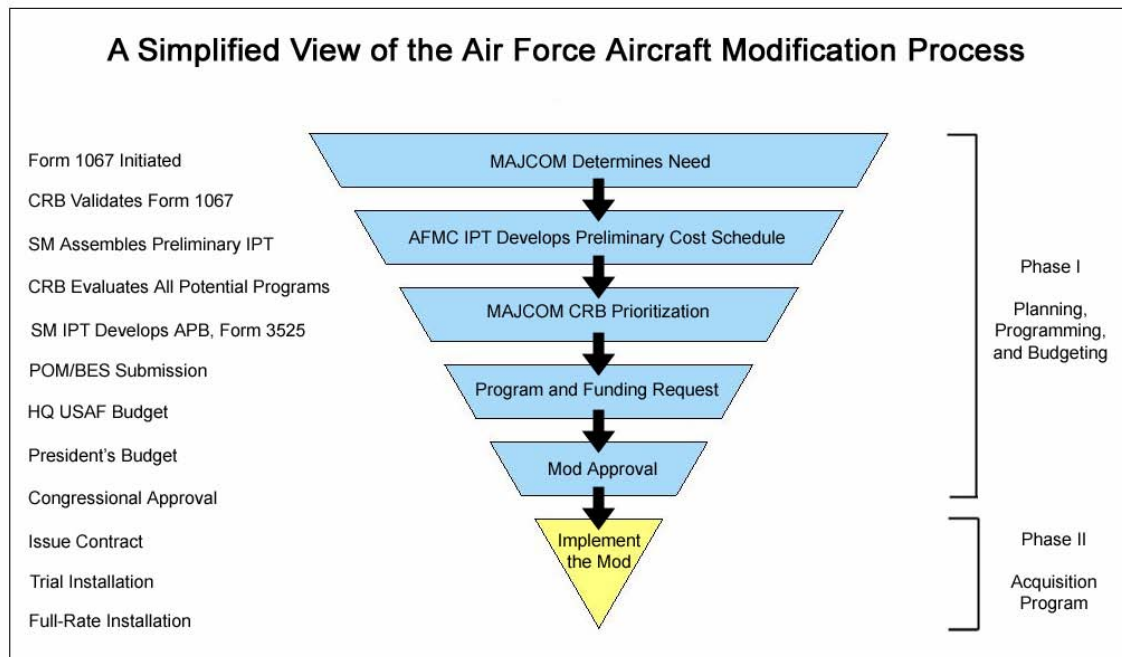 A Simplified View of the Air Force Aircraft Modification Process
Form 1067 Initiated
CRB Validates Form 1067
SM Assembles Preliminary IPT
CRB Evaluates All Potential Programs
SM IPT Develops APB, Form 3525
POM/BES Submission
HQ USAF Budget
President's Budget
Congressional Approval
Issue Contract
Trial Installation
Full-Rate Installation
MAJCOM Determines Need
AFMC IPT Develops Preliminary Cost Schedule
MAJCOM CRB Prioritization
Program and Funding Request
Mod Approval
Implement
the Mod
Phase I
Planning,
Programming,
and Budgeting
Phase II
Acquisition
Program